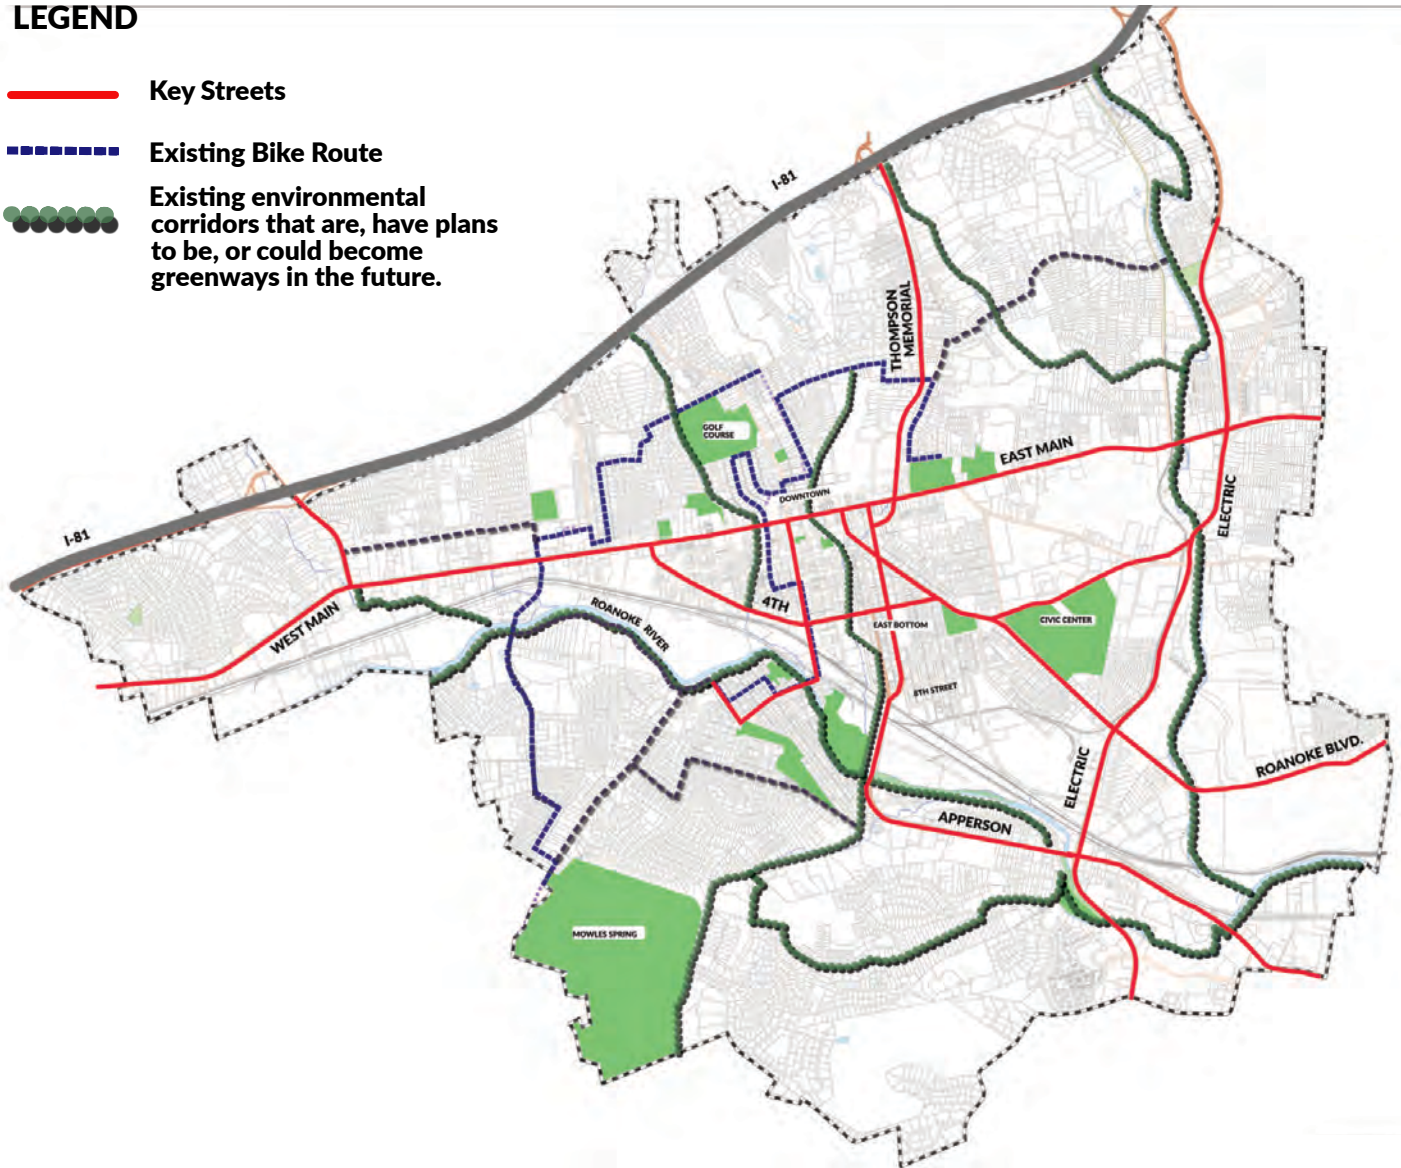 LEGEND
Key Streets
Existing Bike Route
Existing environmental
corridors that are, have plans
to be, or could become
greenways in the future.
I-81
I-81
THOMPSON
MEMORIAL
GOLF
COURSE
EAST MAIN
DOWNTOWN
ELECTRIC
WEST MAIN
ROANOKE RIVER
4TH
EAST BOTTOM
CIVIC CENTER
8TH STREET
ROANOKE BLVD.
ELECTRIC
APPERSON
MOWLES SPRING